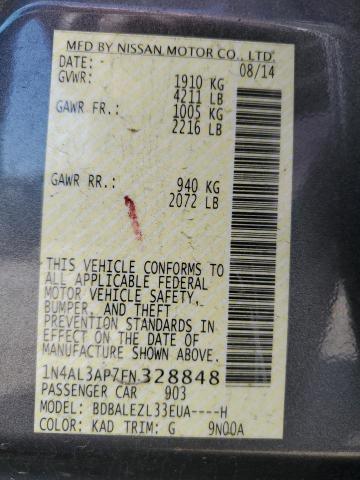 MFD BY NISSAN MOTOR CO., LTD.
DATE: 08/14
GVWR: 1910 KG
4211 LB
GAWR FR.: 1005 KG
2216 LB
GAWR RR.: 940 KG
2072 LB
THIS VEHICLE CONFORMS TO
ALL APPLICABLE FEDERAL
MOTOR VEHICLE SAFETY,
BUMPER, AND THEFT
PREVENTION STANDARDS IN
EFFECT ON THE DATE OF
MANUFACTURE SHOWN ABOVE.
1N4AL3AP7FN328848
PASSENGER CAR 903
MODEL: BDBALEZL33EUA----H
COLOR: KAD TRIM: G 9N00A